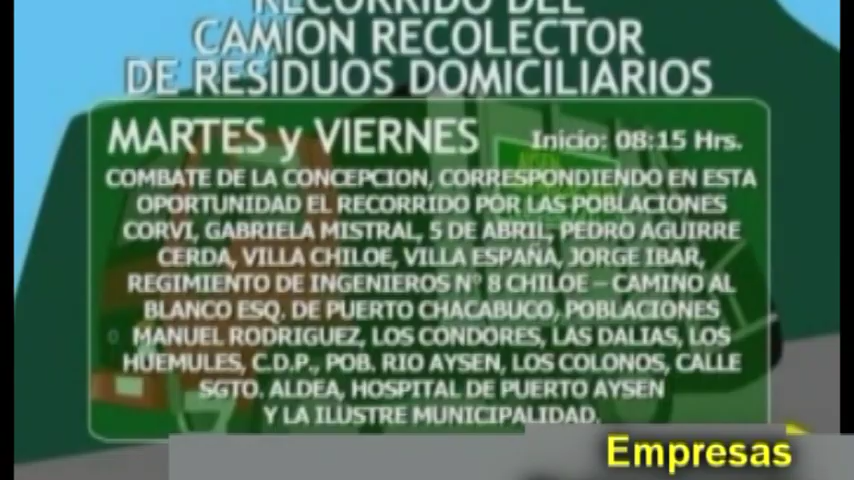 RECORRIDO DEL
CAMION RECOLECTOR
DE RESIDUOS DOMICILIARIOS
MARTES y VIERNES Inicio: 08:15 Hrs.
COMBATE DE LA CONCEPCION, CORRESPONDIENDO EN ESTA
OPORTUNIDAD EL RECORRIDO POR LAS POBLACIONES
CORVI, GABRIELA MISTRAL, 5 DE ABRIL, PEDRO AGUIRRE
CERDA, VILLA CHILOE, VILLA ESPAÑA, JORGE IBAR,
REGIMIENTO DE INGENIEROS Nº 8 CHILOE – CAMINO AL
BLANCO ESQ. DE PUERTO CHACABUCO, POBLACIONES
MANUEL RODRIGUEZ, LOS CONDORES, LAS DALIAS, LOS
HUEMULES, C.D.P., POB. RIO AYSEN, LOS COLONOS, CALLE
SGTO. ALDEA, HOSPITAL DE PUERTO AYSEN
Y LA ILUSTRE MUNICIPALIDAD.
Empresas